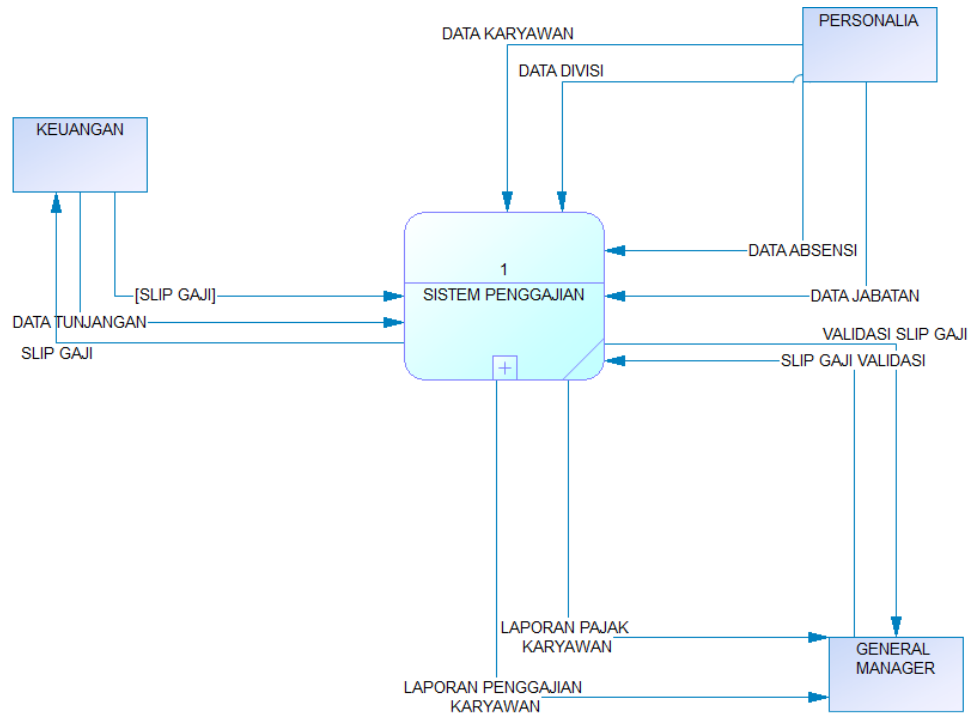 PERSONALIA
DATA KARYAWAN
DATA DIVISI
KEUANGAN
DATA ABSENSI
1
SISTEM PENGGAJIAN
[SLIP GAJI]
DATA JABATAN
DATA TUNJANGAN
SLIP GAJI
VALIDASI SLIP GAJI
SLIP GAJI VALIDASI
+
LAPORAN PAJAK
KARYAWAN
GENERAL
MANAGER
LAPORAN PENGGAJIAN
KARYAWAN